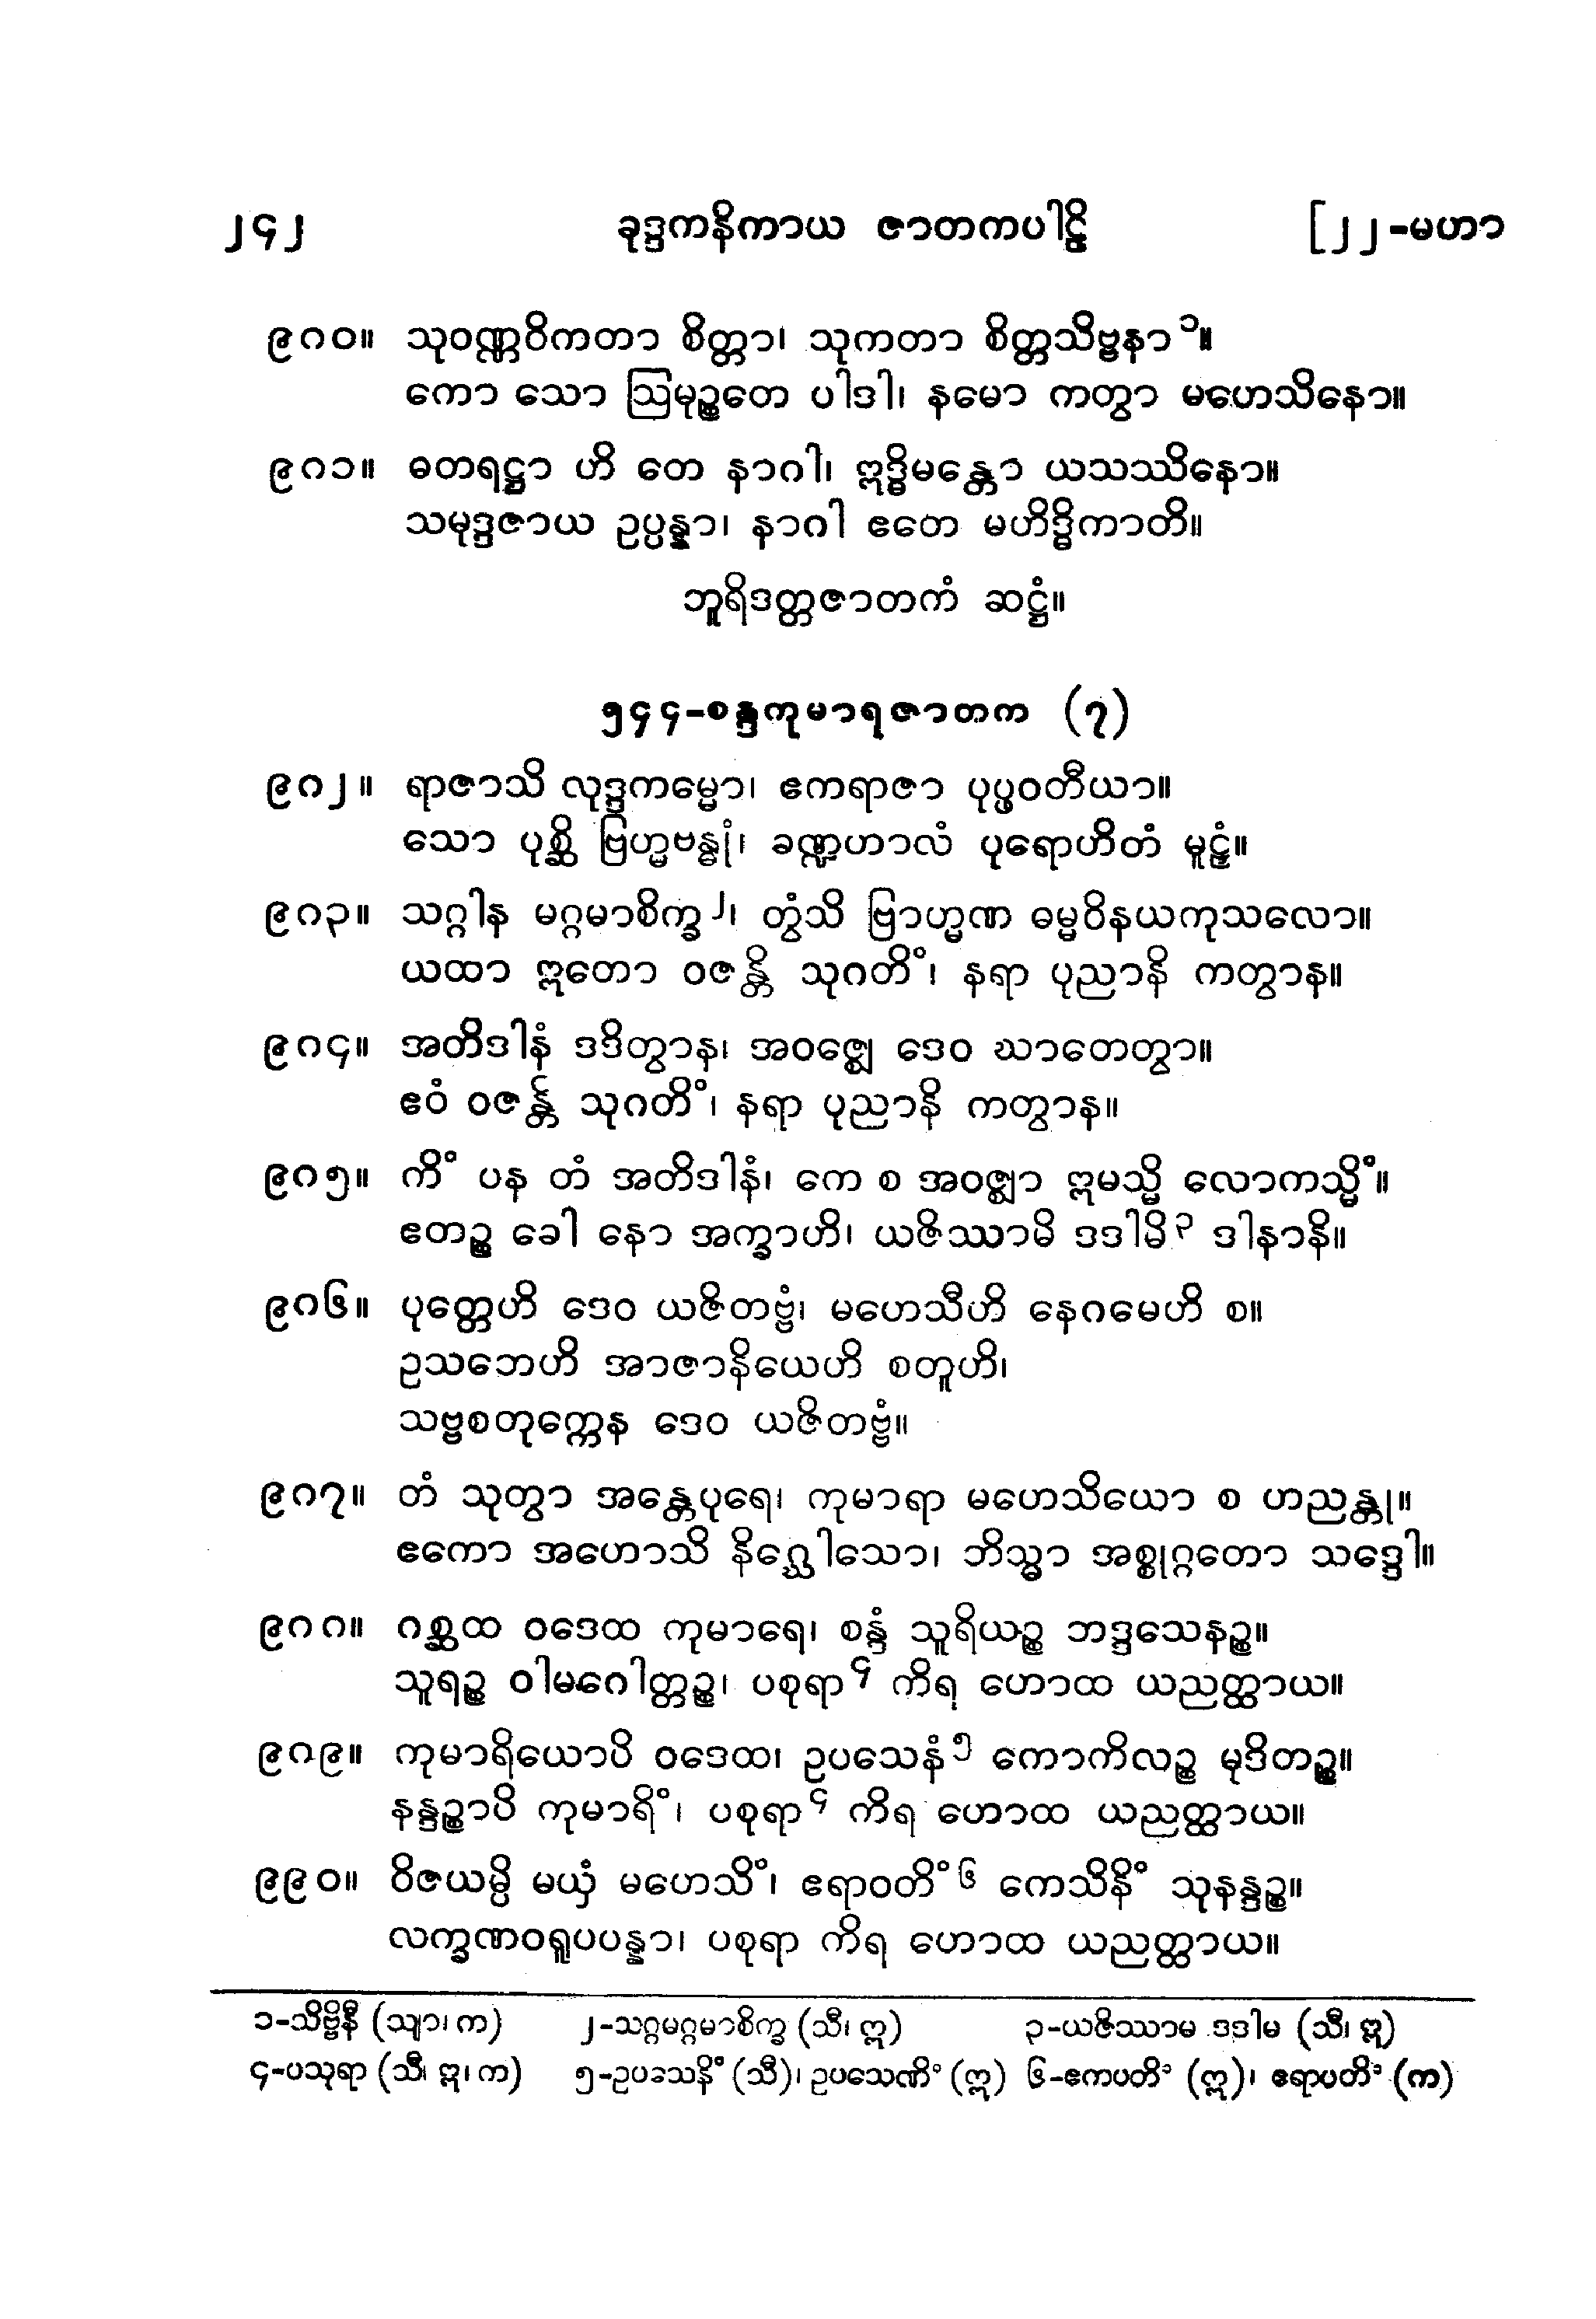 ၂၄၂ ခုဒ္ဒကနိကာယ ဇာတကပါဠိ [၂၂-မဟာ
၉၈၀။ သုဝဏ္ဏဝိကတာ စိတ္တာ၊ သုကတာ စိတ္တသိဗ္ဗနာ၁။
ကော သော ဩမုဉ္စတေ ပါဒါ၊ နမော ကတွာ မဟေသိနော။
၉၈၁။ ဓတရဋ္ဌာ ဟိ တေ နာဂါ၊ ဣဒ္ဓိမန္တော ယသဿိနော။
သမုဒ္ဒဇာယ ဥပ္ပန္နာ၊ နာဂါ ဧတေ မဟိဒ္ဓိကာတိ။
ဘူရိဒတ္တဇာတကံ ဆဋ္ဌံ။
၅၄၄-စန္ဒကုမာရဇာတက (၇)
၉၈၂။ ရာဇာသိ လုဒ္ဒကမ္မော၊ ဧကရာဇာ ပုပ္ဖဝတီယာ။
သော ပုစ္ဆိ ဗြဟ္မဗန္ဓုံ၊ ခဏ္ဍဟာလံ ပုရောဟိတံ မူဠှံ။
၉၈၃။ သဂ္ဂါန မဂ္ဂမာစိက္ခ၂၊ တွံသိ ဗြာဟ္မဏ ဓမ္မဝိနယကုသလော။
ယထာ ဣတော ဝဇန္တိ သုဂတိံ၊ နရာ ပုညာနိ ကတွာန။
၉၈၄။ အတိဒါနံ ဒဒိတွာန၊ အဝဇ္ဈေ ဒေဝ ဃာတေတွာ။
ဧဝံ ဝဇန္တိ သုဂတိံ၊ နရာ ပုညာနိ ကတွာန။
၉၈၅။ ကိံ ပန တံ အတိဒါနံ၊ ကေ စ အဝဇ္ဈာ ဣမသ္မိ လောကသ္မိံ။
ဧတဉ္စ ခေါ နော အက္ခာဟိ၊ ယဇိဿာမိ ဒဒါမိ၃ ဒါနာနိ။
၉၈၆။ ပုတ္တေဟိ ဒေဝ ယဇိတဗ္ဗံ၊ မဟေသီဟိ နေဂမေဟိ စ။
ဥသဘေဟိ အာဇာနိယေဟိ စတူဟိ၊
သဗ္ဗစတုက္ကေန ဒေဝ ယဇိတဗ္ဗံ။
၉၈၇။ တံ သုတွာ အန္တေပုရေ၊ ကုမာရာ မဟေသိယော စ ဟညန္တု။
ဧကော အဟောသိ နိဂ္ဃေါသော၊ ဘိသ္မာ အစ္စုဂ္ဂတော သဒ္ဒေါ။
၉၈၈။ ဂစ္ဆထ ဝဒေထ ကုမာရေ၊ စန္ဒံ သူရိယဉ္စ ဘဒ္ဒသေနဉ္စ။
သူရဉ္စ ဝါမဂေါတ္တဉ္စ၊ ပစုရာ၄ ကိရ ဟောထ ယညတ္ထာယ။
၉၈၉။ ကုမာရိယောပိ ဝဒေထ၊ ဥပသေနံ၅ ကောကိလဉ္စ မုဒိတဉ္စ။
နန္ဒဉ္စာပိ ကုမာရိံ၊ ပစုရာ၄ ကိရ ဟောထ ယညတ္ထာယ။
၉၉၀။ ဝိဇယမ္ပိ မယှံ မဟေသိံ၊ ဧရာဝတိံ၆ ကေသိနိံ သုနန္ဒဉ္စ။
လက္ခဏဝရူပပန္နာ၊ ပစုရာ ကိရ ဟောထ ယညတ္ထာယ။
၁-သိဗ္ဗိနီ (သျာ၊ က) ၂-သဂ္ဂမဂ္ဂမာစိက္ခ (သီ၊ ဣ) ၃-ယဇိဿာမ ဒဒါမ (သီ၊ ဣ)
၄-ပသုရာ (သီ၊ ဣ၊ က) ၅-ဥပသေနိံ (သီ)၊ ဥပသေဏိံ (ဣ) ၆-ဧကပတိံ (ဣ)၊ ဧရာပတိံ (က)